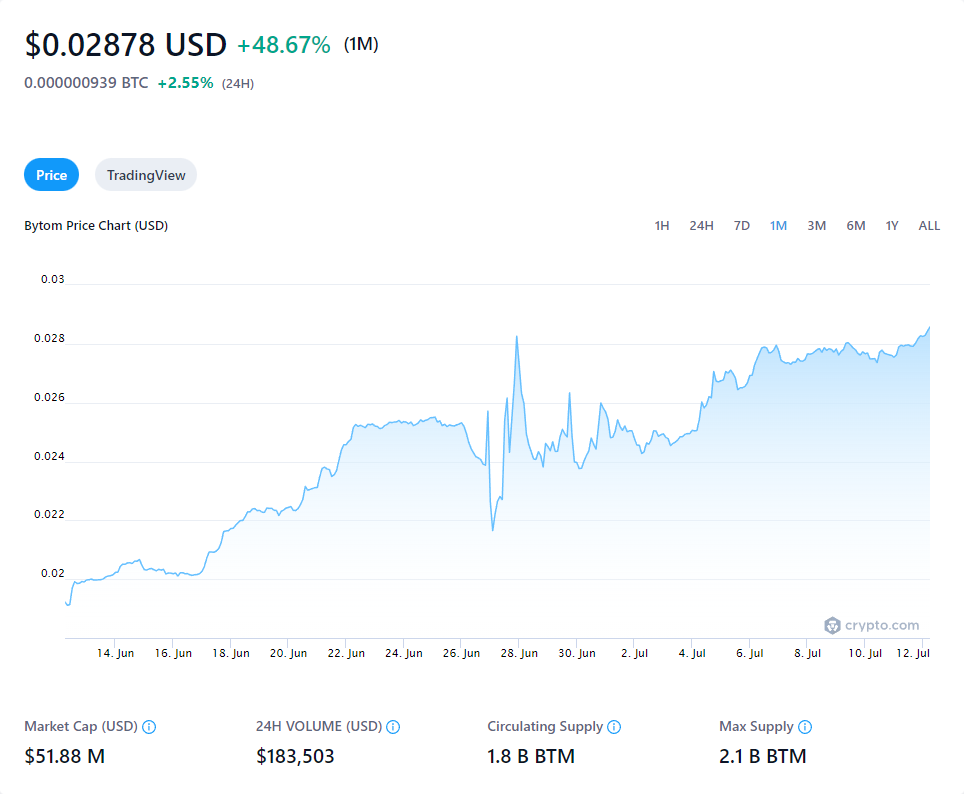 $0.02878 USD +48.67% (1M)
0.000000939 BTC +2.55% (24H)
Price TradingView
Bytom Price Chart (USD) 1H 24H 7D 1M 3M 6M 1Y ALL
0.03
0.028
0.026
0.024
0.022
0.02
crypto.com
14. Jun 16. Jun 18. Jun 20. Jun 22. Jun 24. Jun 26. Jun 28. Jun 30. Jun 2. Jul 4. Jul 6. Jul 8. Jul 10. Jul 12. Jul
Market Cap (USD) 24H VOLUME (USD) Circulating Supply Max Supply
$51.88 M $183,503 1.8 B BTM 2.1 B BTM